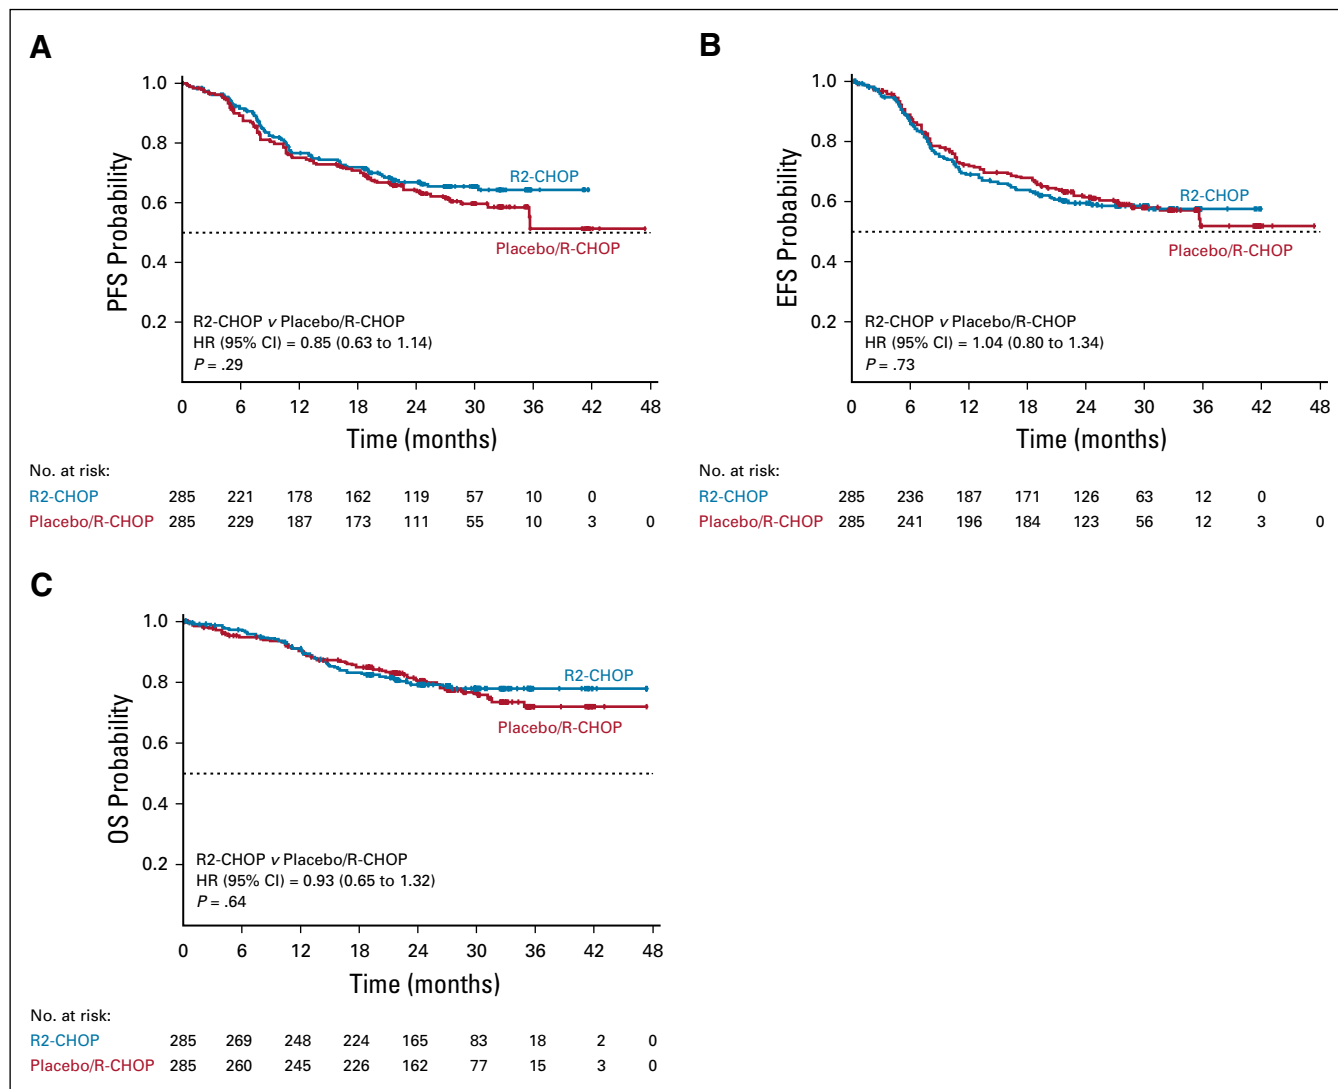 A
PFS Probability
1.0
0.8
0.6
0.4
0.2
R2-CHOP
Placebo/R-CHOP
R2-CHOP v Placebo/R-CHOP
HR (95% CI) = 0.85 (0.63 to 1.14)
P = .29
0 6 12 18 24 30 36 42 48
Time (months)
No. at risk:
R2-CHOP 285 221 178 162 119 57 10 0
Placebo/R-CHOP 285 229 187 173 111 55 10 3 0
B
EFS Probability
1.0
0.8
0.6
0.4
0.2
R2-CHOP
Placebo/R-CHOP
R2-CHOP v Placebo/R-CHOP
HR (95% CI) = 1.04 (0.80 to 1.34)
P = .73
0 6 12 18 24 30 36 42 48
Time (months)
No. at risk:
R2-CHOP 285 236 187 171 126 63 12 0
Placebo/R-CHOP 285 241 196 184 123 56 12 3 0
C
OS Probability
1.0
0.8
0.6
0.4
0.2
R2-CHOP
Placebo/R-CHOP
R2-CHOP v Placebo/R-CHOP
HR (95% CI) = 0.93 (0.65 to 1.32)
P = .64
0 6 12 18 24 30 36 42 48
Time (months)
No. at risk:
R2-CHOP 285 269 248 224 165 83 18 2 0
Placebo/R-CHOP 285 260 245 226 162 77 15 3 0